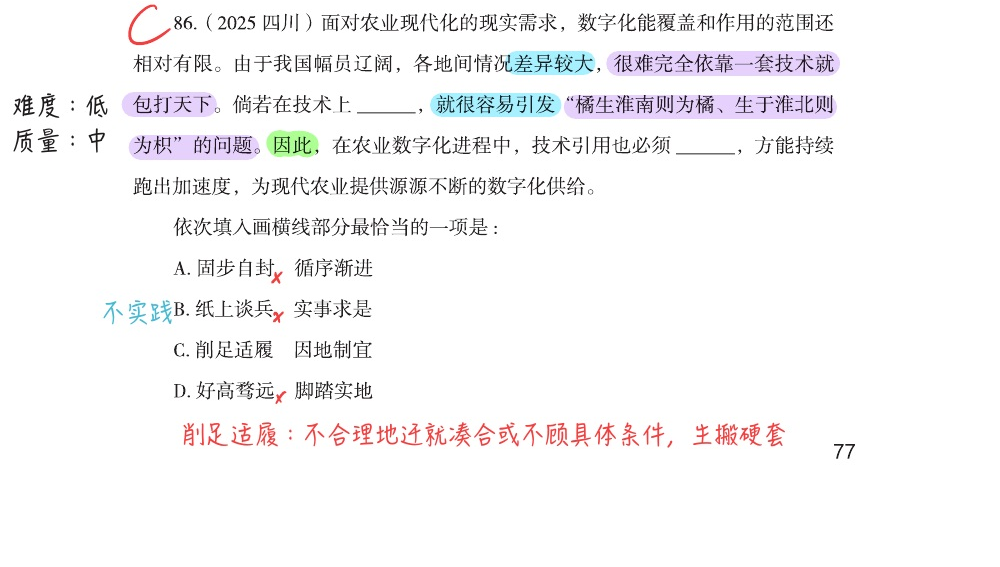 C 86.（2025 四川）面对农业现代化的现实需求，数字化能覆盖和作用的范围还
相对有限。由于我国幅员辽阔，各地间情况差异较大，很难完全依靠一套技术就
难度：低 包打天下。倘若在技术上 ______，就很容易引发“橘生淮南则为橘、生于淮北则
质量：中 为枳”的问题。因此，在农业数字化进程中，技术引用也必须 ______，方能持续
跑出加速度，为现代农业提供源源不断的数字化供给。
依次填入画横线部分最恰当的一项是：
A. 固步自封✗ 循序渐进
不实践 B. 纸上谈兵✗ 实事求是
C. 削足适履 因地制宜
D. 好高骛远✗ 脚踏实地
削足适履：不合理地迁就凑合或不顾具体条件，生搬硬套
77